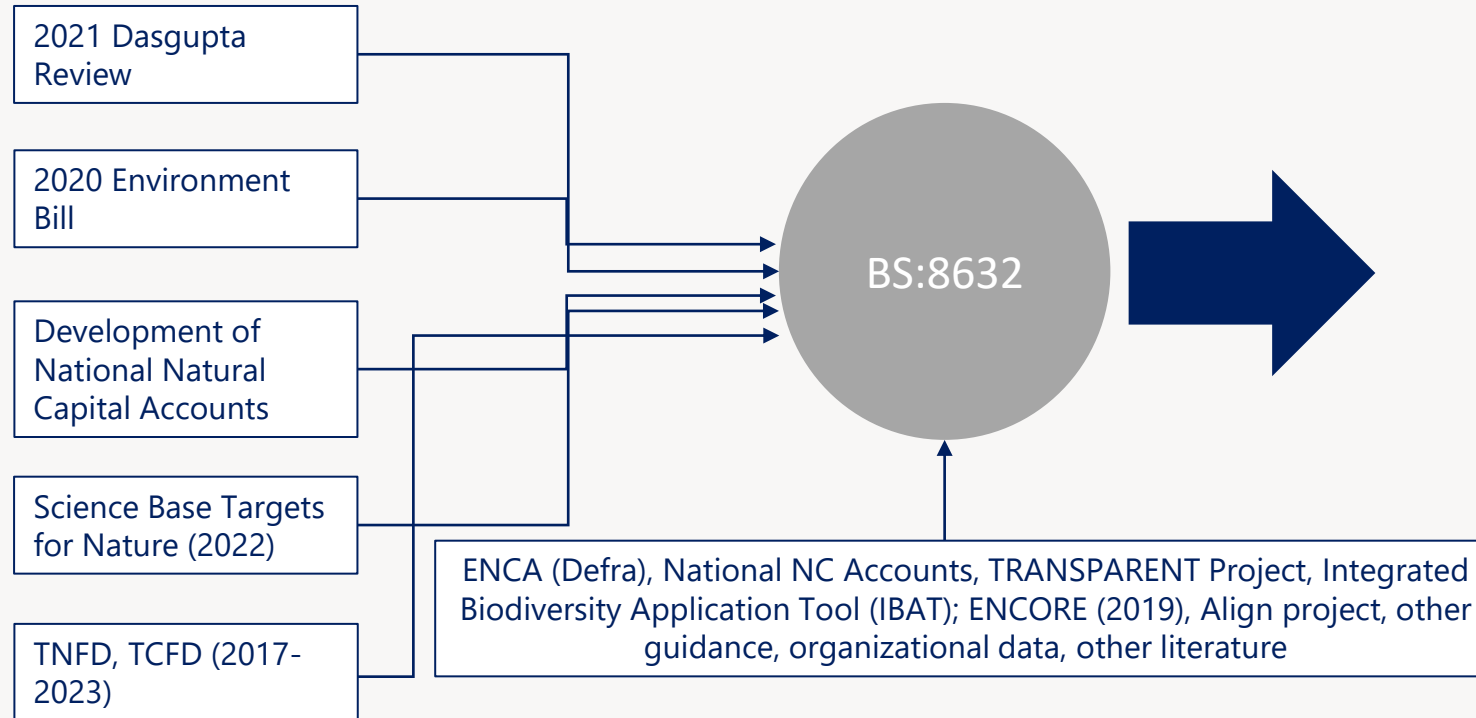 2021 Dasgupta
Review
2020 Environment
Bill
Development of
National Natural
Capital Accounts
Science Base Targets
for Nature (2022)
TNFD, TCFD (2017-
2023)
BS:8632
ENCA (Defra), National NC Accounts, TRANSPARENT Project, Integrated
Biodiversity Application Tool (IBAT); ENCORE (2019), Align project, other
guidance, organizational data, other literature